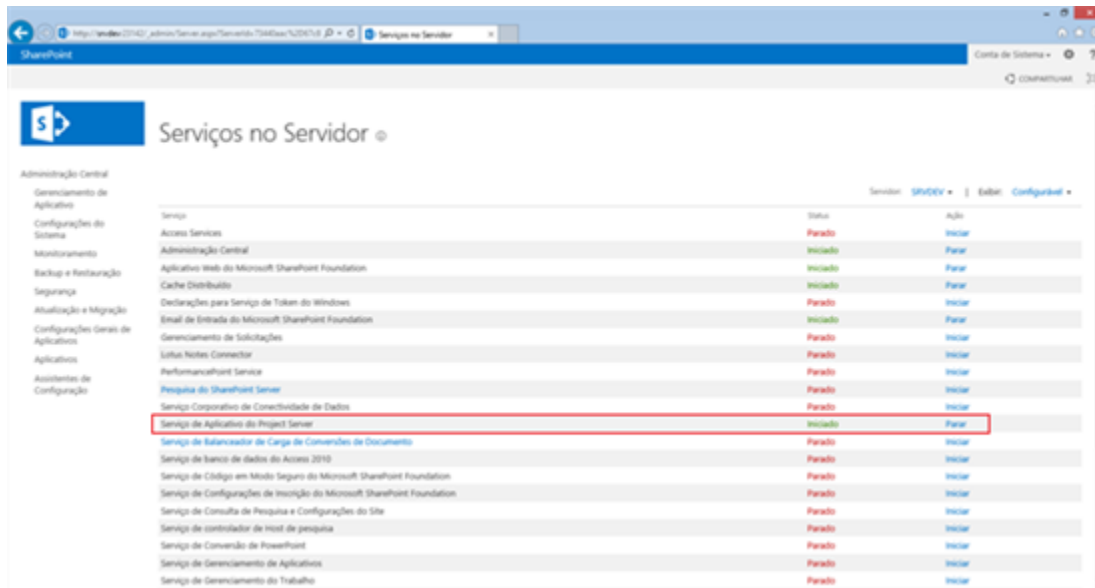 Serviços no Servidor
SharePoint
Conta de Sistema
?
COMPARTILHAR
S
Serviços no Servidor
Administração Central
Gerenciamento de
Aplicativo
Configurações do
Sistema
Monitoramento
Backup e Restauração
Segurança
Atualização e Migração
Configurações Gerais de
Aplicativos
Aplicativos
Assistentes de
Configuração
Servidor: SRVDEV | Exibir: Configurável
Serviço Status Ação
Access Services Parado Iniciar
Administração Central Iniciado Parar
Aplicativo Web do Microsoft SharePoint Foundation Iniciado Parar
Cache Distribuído Iniciado Parar
Declarações para Serviço de Token do Windows Parado Iniciar
Email de Entrada do Microsoft SharePoint Foundation Iniciado Parar
Gerenciamento de Solicitações Parado Iniciar
Lotus Notes Connector Parado Iniciar
PerformancePoint Service Parado Iniciar
Pesquisa do SharePoint Server Parado Iniciar
Serviço Corporativo de Conectividade de Dados Parado Iniciar
Serviço de Aplicativo do Project Server Iniciado Parar
Serviço de Balanceador de Carga de Conversões de Documento Parado Iniciar
Serviço de banco de dados do Access 2010 Parado Iniciar
Serviço de Código em Modo Seguro do Microsoft SharePoint Foundation Parado Iniciar
Serviço de Configurações de Inscrição do Microsoft SharePoint Foundation Parado Iniciar
Serviço de Consulta de Pesquisa e Configurações do Site Parado Iniciar
Serviço de controlador de Host de pesquisa Parado Iniciar
Serviço de Conversão de PowerPoint Parado Iniciar
Serviço de Gerenciamento de Aplicativos Parado Iniciar
Serviço de Gerenciamento do Trabalho Parado Iniciar